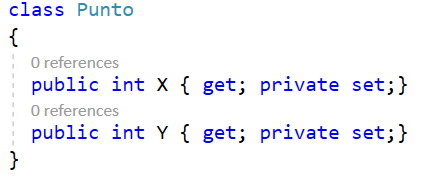 class Punto
{
0 references
public int X { get; private set;}
0 references
public int Y { get; private set;}
}